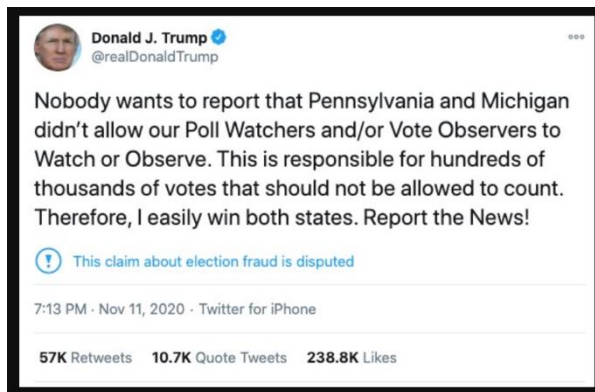 Donald J. Trump
@realDonaldTrump
Nobody wants to report that Pennsylvania and Michigan
didn't allow our Poll Watchers and/or Vote Observers to
Watch or Observe. This is responsible for hundreds of
thousands of votes that should not be allowed to count.
Therefore, I easily win both states. Report the News!
This claim about election fraud is disputed
7:13 PM · Nov 11, 2020 · Twitter for iPhone
57K Retweets 10.7K Quote Tweets 238.8K Likes